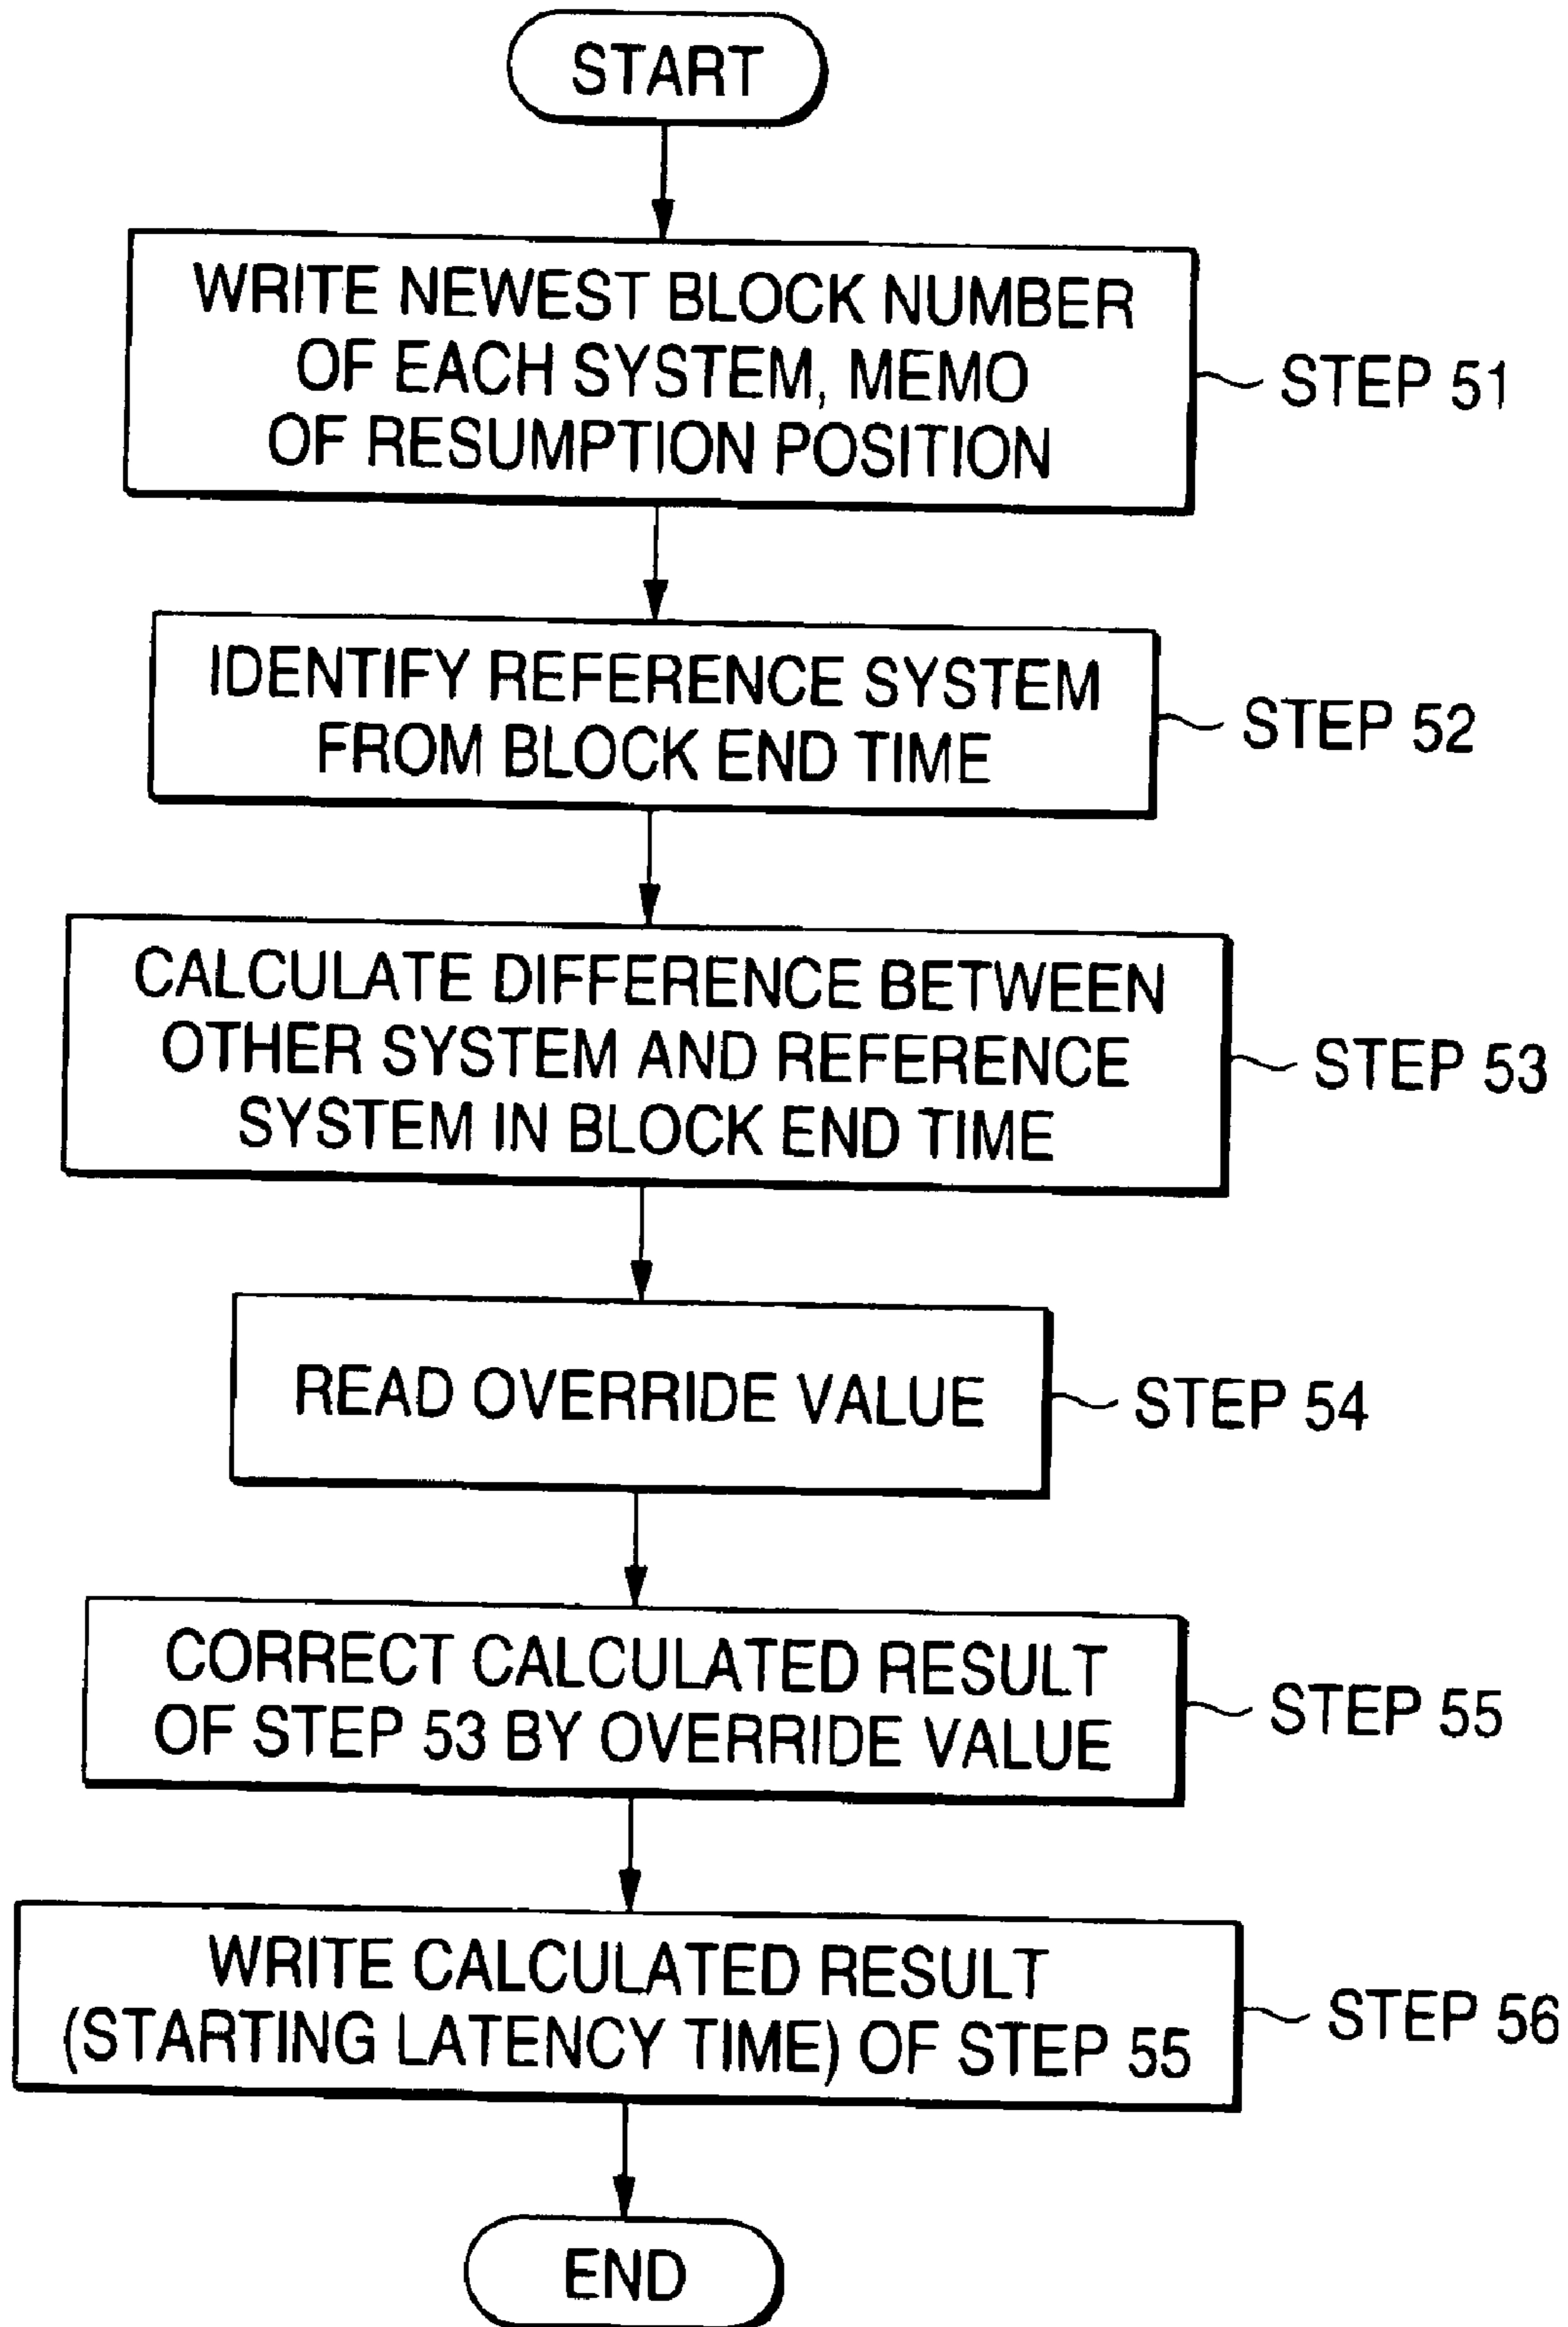 START
WRITE NEWEST BLOCK NUMBER
OF EACH SYSTEM, MEMO
OF RESUMPTION POSITION
STEP 51
IDENTIFY REFERENCE SYSTEM
FROM BLOCK END TIME
STEP 52
CALCULATE DIFFERENCE BETWEEN
OTHER SYSTEM AND REFERENCE
SYSTEM IN BLOCK END TIME
STEP 53
READ OVERRIDE VALUE
STEP 54
CORRECT CALCULATED RESULT
OF STEP 53 BY OVERRIDE VALUE
STEP 55
WRITE CALCULATED RESULT
(STARTING LATENCY TIME) OF STEP 55
STEP 56
END